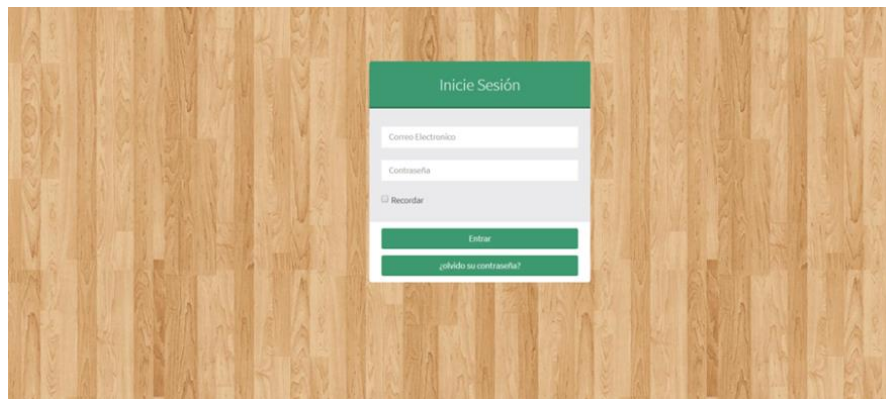 Inicie Sesión
Correo Electronico
Contraseña
Recordar
Entrar
¿olvido su contraseña?